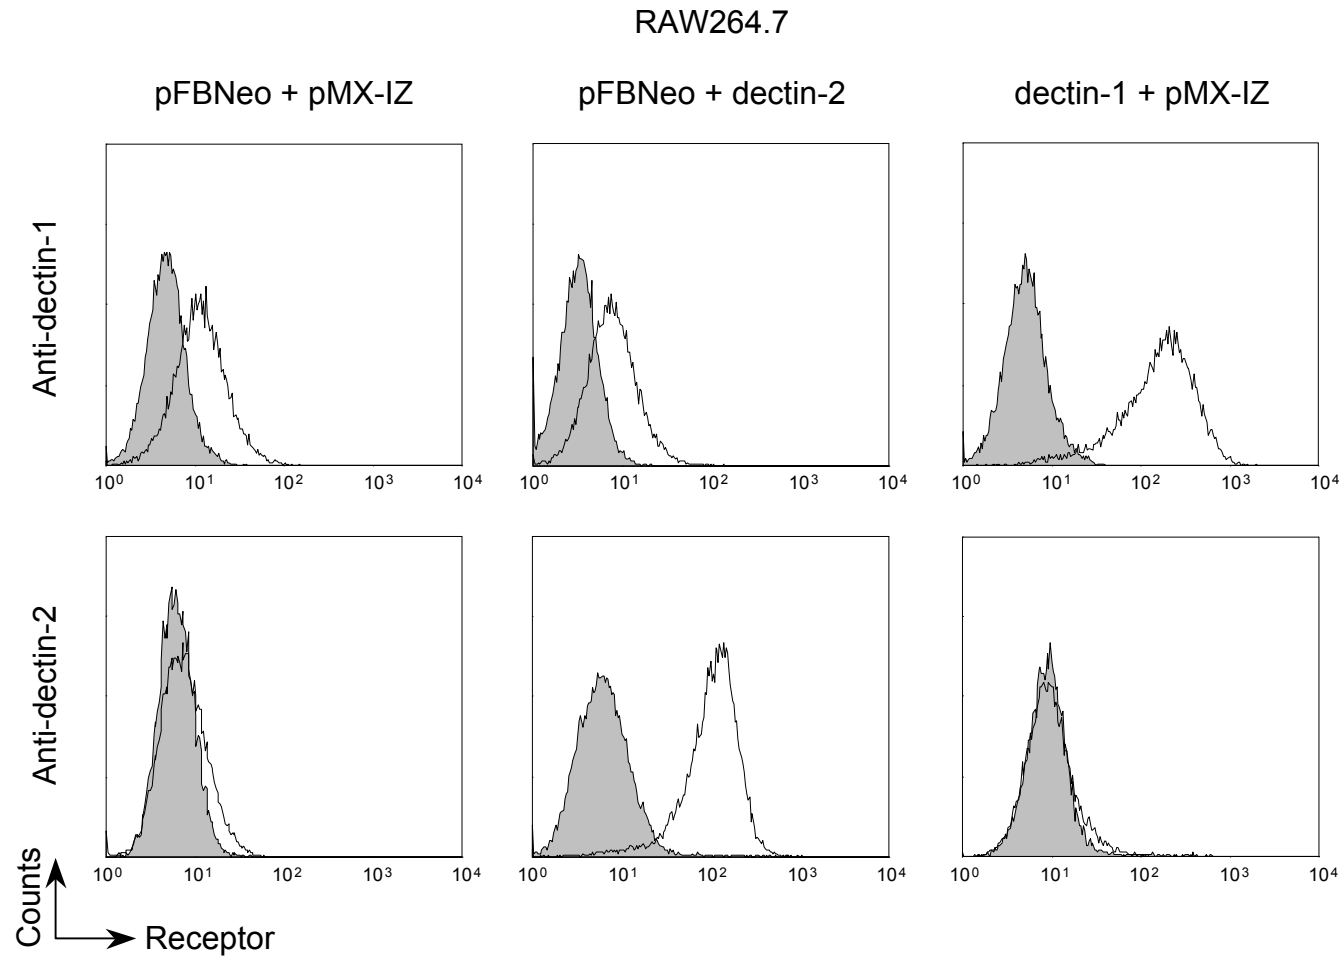 RAW264.7
pFBNeo + pMX-IZ
pFBNeo + dectin-2
dectin-1 + pMX-IZ
Anti-dectin-1
10⁰ 10¹ 10² 10³ 10⁴
10⁰ 10¹ 10² 10³ 10⁴
10⁰ 10¹ 10² 10³ 10⁴
Anti-dectin-2
10⁰ 10¹ 10² 10³ 10⁴
10⁰ 10¹ 10² 10³ 10⁴
10⁰ 10¹ 10² 10³ 10⁴
Counts
Receptor